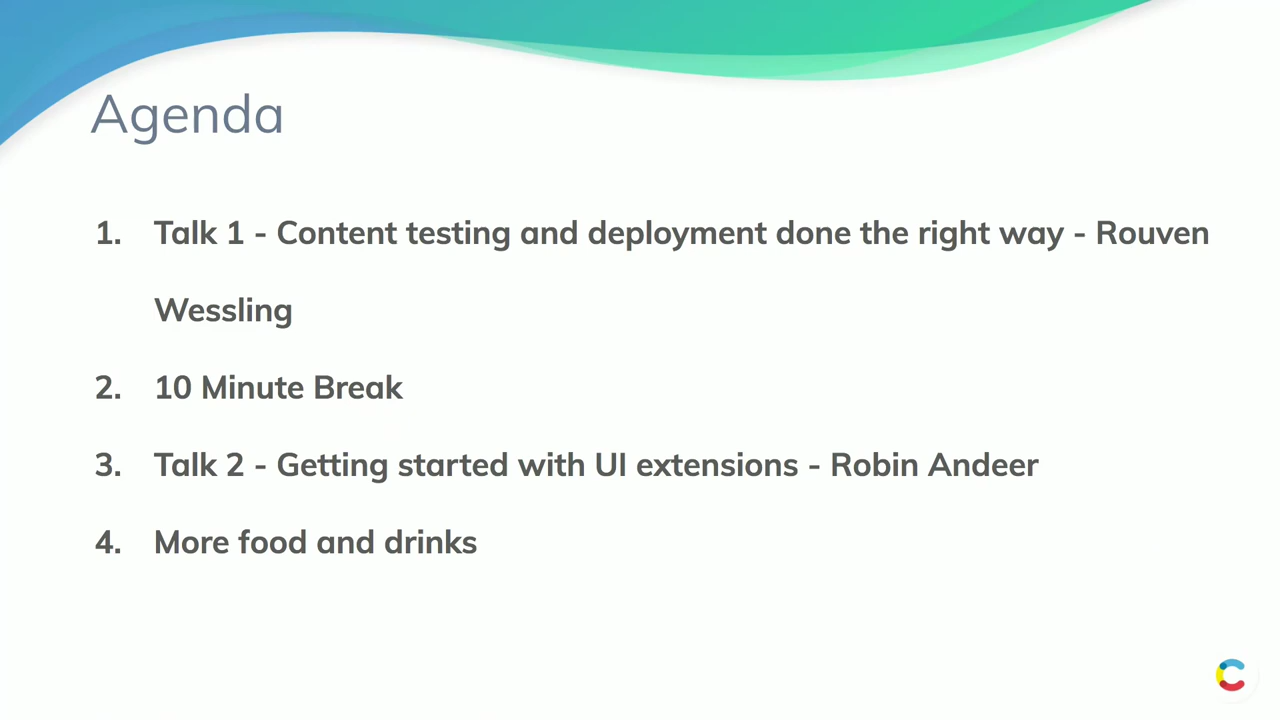 Agenda
1. Talk 1 - Content testing and deployment done the right way - Rouven
Wessling
2. 10 Minute Break
3. Talk 2 - Getting started with UI extensions - Robin Andeer
4. More food and drinks